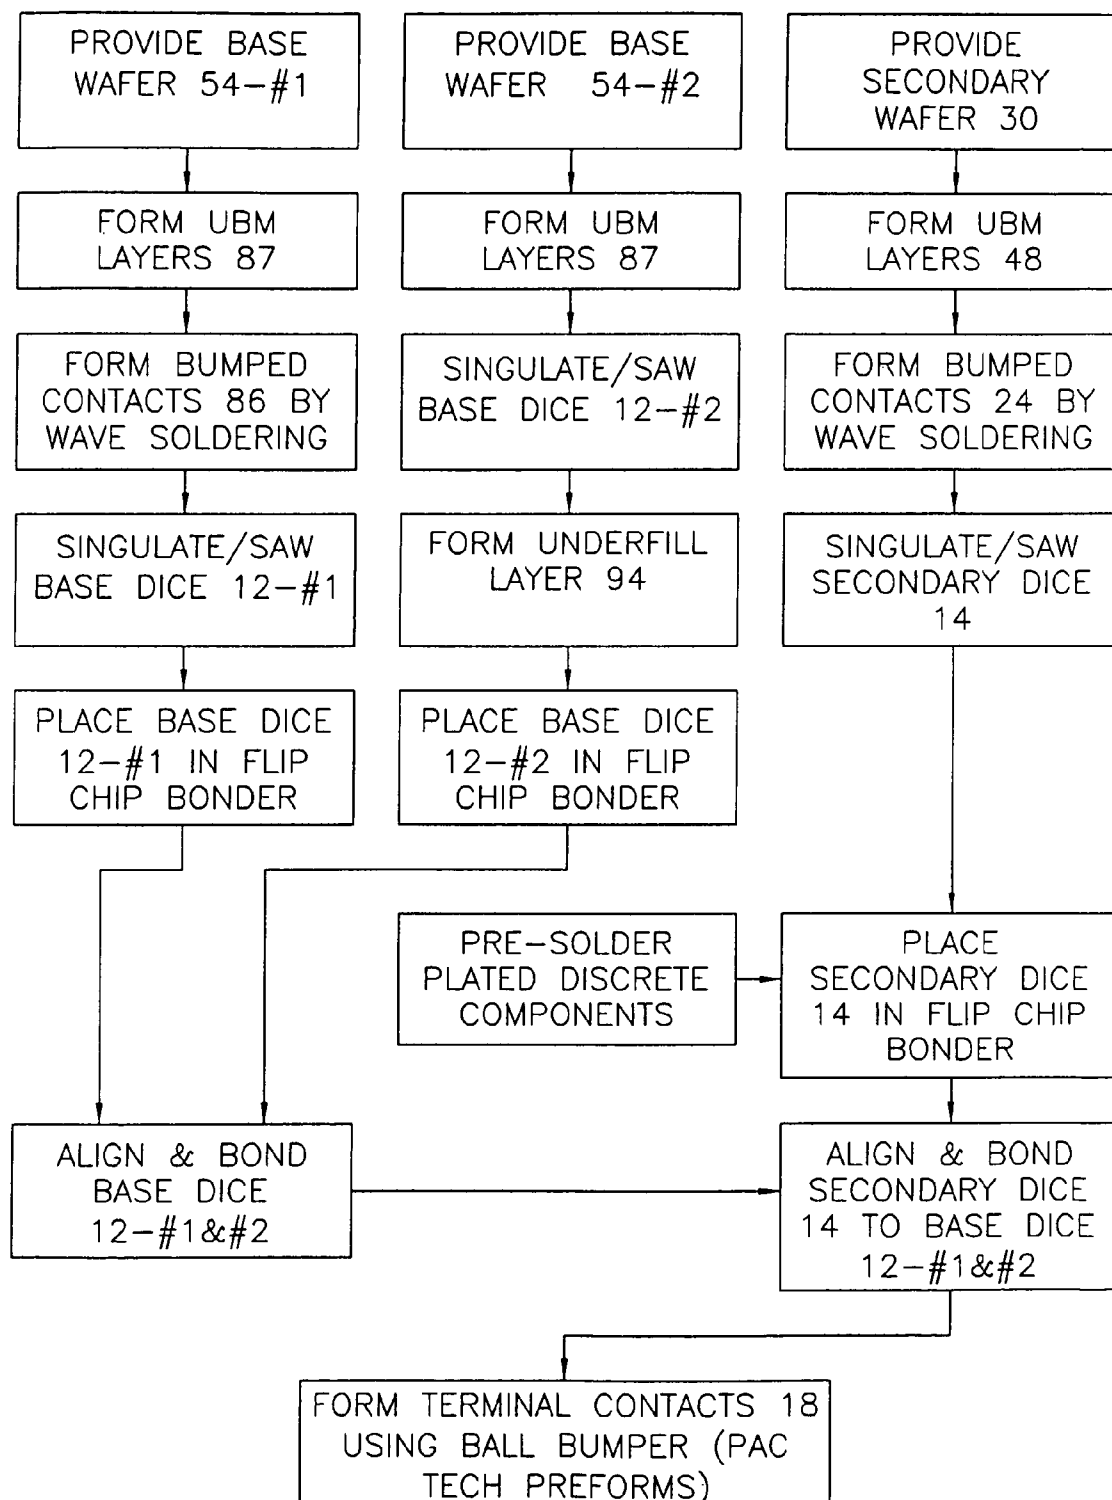 PROVIDE BASE
WAFER 54-#1
PROVIDE BASE
WAFER 54-#2
PROVIDE
SECONDARY
WAFER 30
FORM UBM
LAYERS 87
FORM UBM
LAYERS 87
FORM UBM
LAYERS 48
FORM BUMPED
CONTACTS 86 BY
WAVE SOLDERING
SINGULATE/SAW
BASE DICE 12-#2
FORM BUMPED
CONTACTS 24 BY
WAVE SOLDERING
SINGULATE/SAW
BASE DICE 12-#1
FORM UNDERFILL
LAYER 94
SINGULATE/SAW
SECONDARY DICE
14
PLACE BASE DICE
12-#1 IN FLIP
CHIP BONDER
PLACE BASE DICE
12-#2 IN FLIP
CHIP BONDER
PRE-SOLDER
PLATED DISCRETE
COMPONENTS
PLACE
SECONDARY DICE
14 IN FLIP CHIP
BONDER
ALIGN & BOND
BASE DICE
12-#1&#2
ALIGN & BOND
SECONDARY DICE
14 TO BASE DICE
12-#1&#2
FORM TERMINAL CONTACTS 18
USING BALL BUMPER (PAC
TECH PREFORMS)